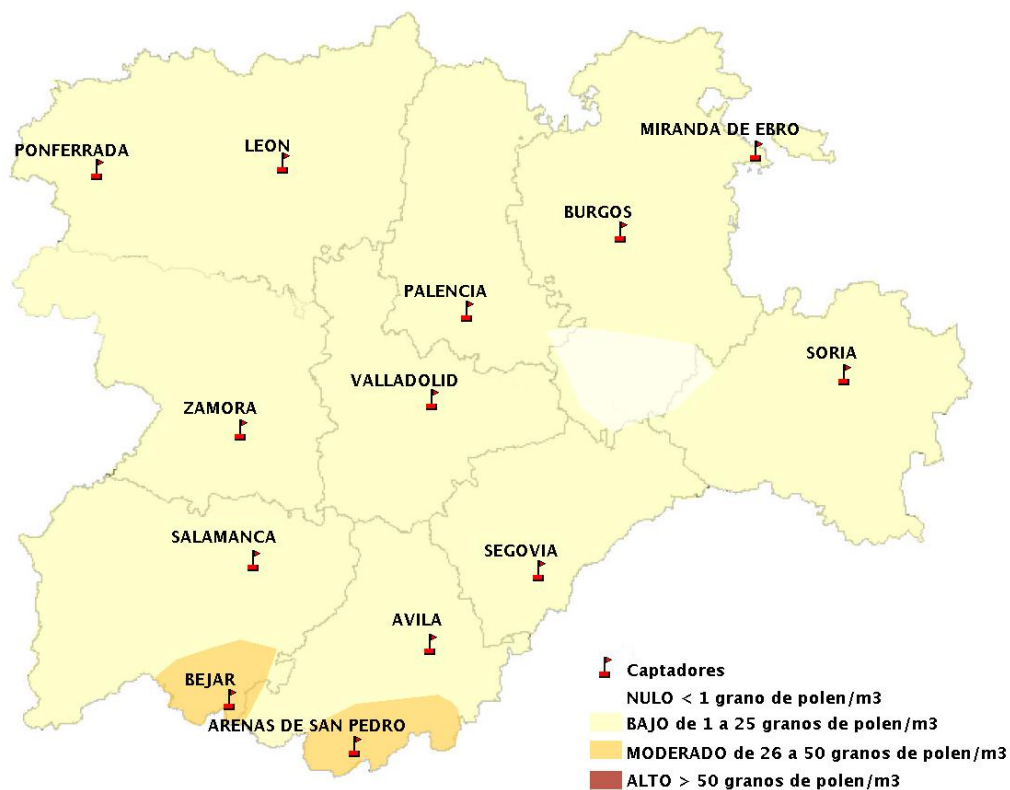 MIRANDA DE EBRO
PONFERRADA
LEON
BURGOS
PALENCIA
SORIA
VALLADOLID
ZAMORA
SALAMANCA
SEGOVIA
AVILA
BEJAR
ARENAS DE SAN PEDRO
Captadores
NULO < 1 grano de polen/m3
BAJO de 1 a 25 granos de polen/m3
MODERADO de 26 a 50 granos de polen/m3
ALTO > 50 granos de polen/m3